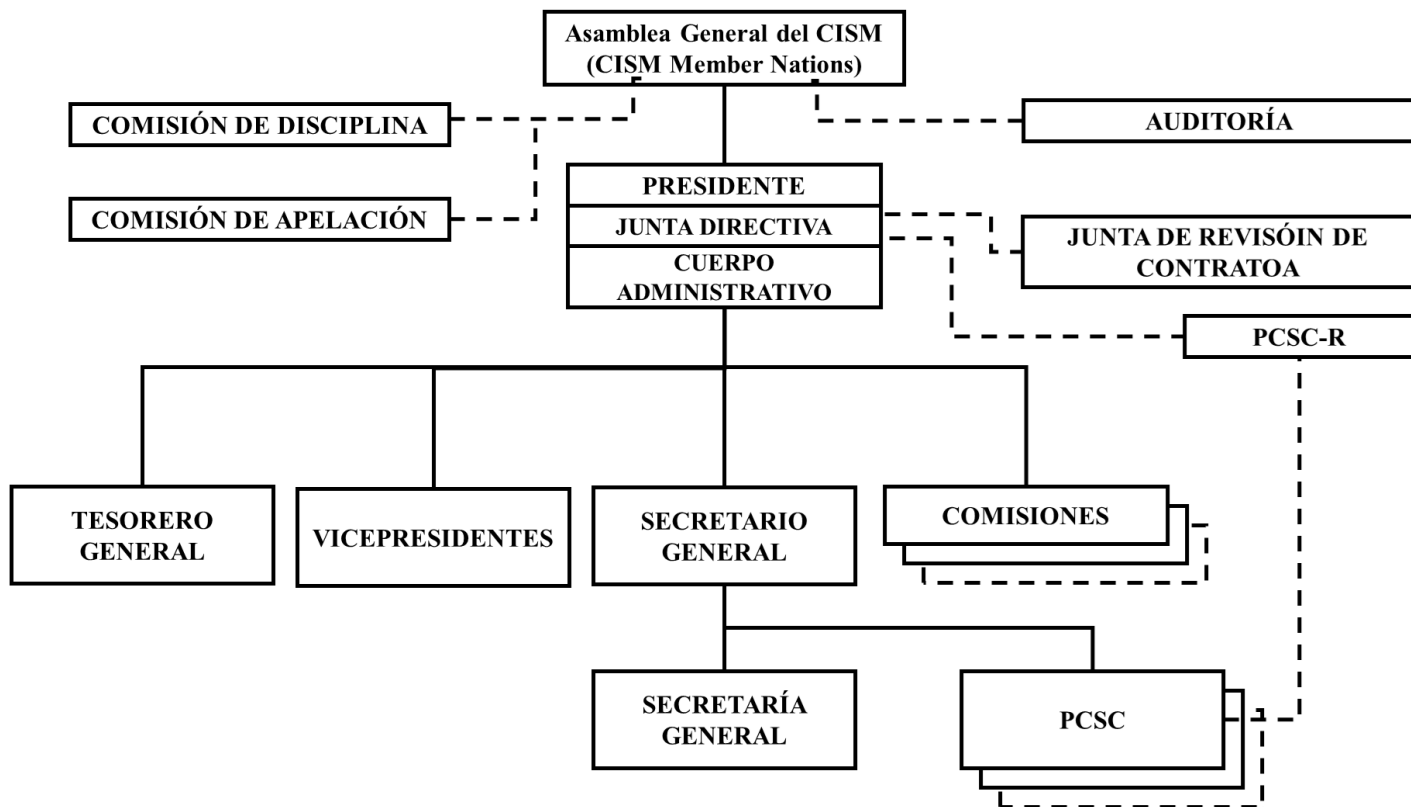 Asamblea General del CISM
(CISM Member Nations)
COMISIÓN DE DISCIPLINA
AUDITORÍA
PRESIDENTE
COMISIÓN DE APELACIÓN
JUNTA DIRECTIVA
JUNTA DE REVISÓIN DE
CONTRATOA
CUERPO
ADMINISTRATIVO
PCSC-R
TESORERO
GENERAL
VICEPRESIDENTES
SECRETARIO
GENERAL
COMISIONES
SECRETARÍA
GENERAL
PCSC